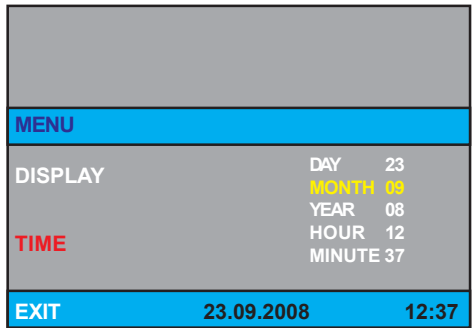 MENU
DISPLAY
TIME
DAY 23
MONTH 09
YEAR 08
HOUR 12
MINUTE 37
EXIT 23.09.2008 12:37